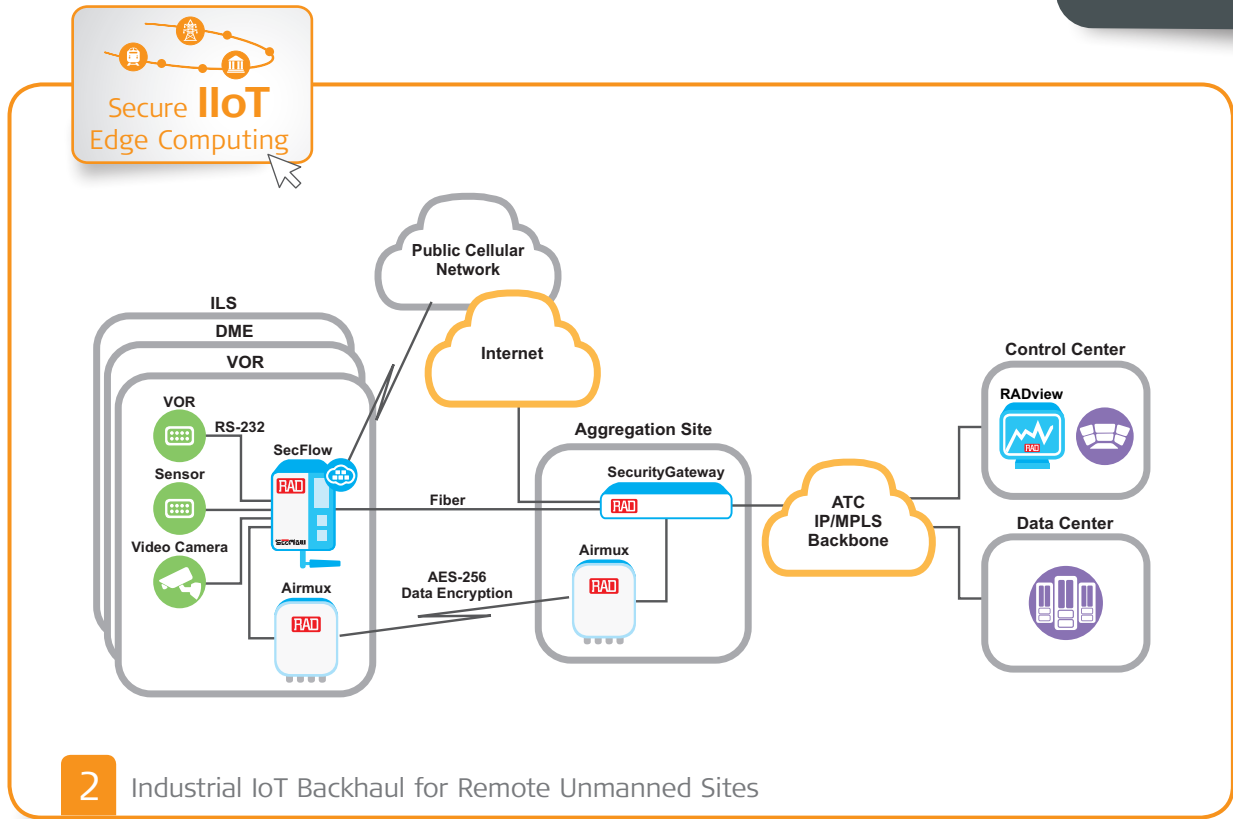 Secure IIoT
Edge Computing
Public Cellular
Network
Internet
ILS
DME
VOR
VOR
RS-232
SecFlow
RAD
SecFlow
Sensor
Video Camera
Fiber
Airmux
RAD
AES-256
Data Encryption
Aggregation Site
SecurityGateway
RAD
Airmux
RAD
ATC
IP/MPLS
Backbone
Control Center
RADview
RAD
Data Center
2 Industrial IoT Backhaul for Remote Unmanned Sites